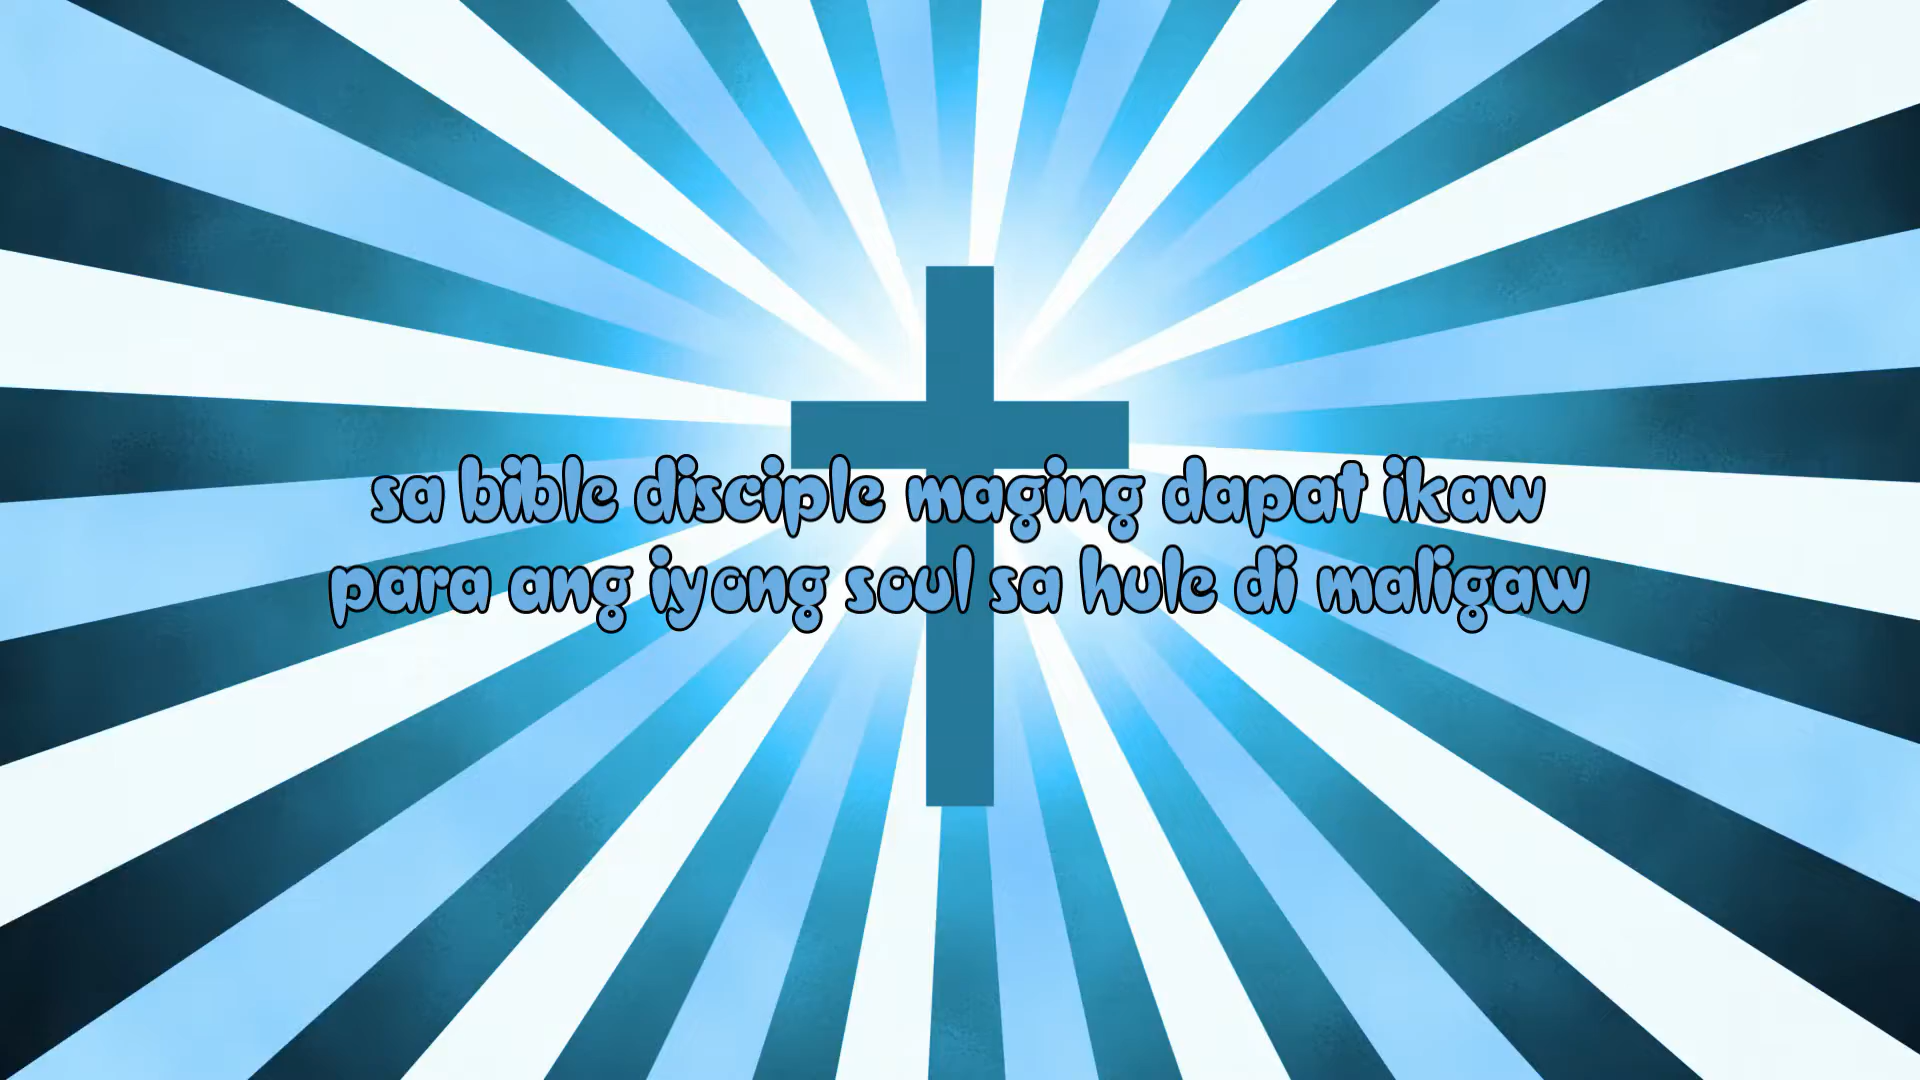 sa bible disciple maging dapat ikaw
para ang iyong soul sa hule di maligaw